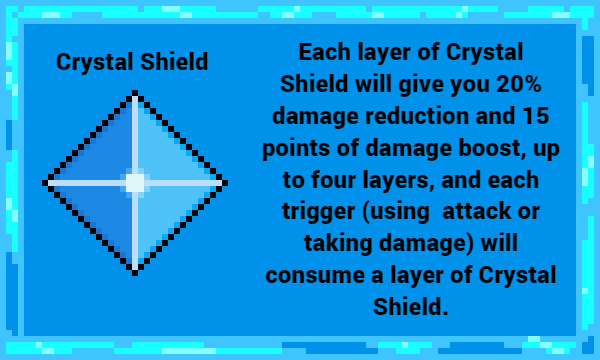 Crystal Shield
Each layer of Crystal
Shield will give you 20%
damage reduction and 15
points of damage boost, up
to four layers, and each
trigger (using  attack or
taking damage) will
consume a layer of Crystal
Shield.